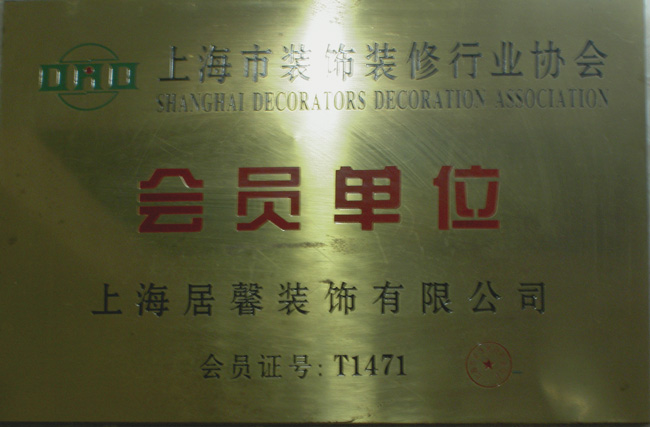 上海市装饰装修行业协会
SHANGHAI DECORATORS DECORATION ASSOCIATION
会员单位
上海居馨装饰有限公司
会员证号:T1471